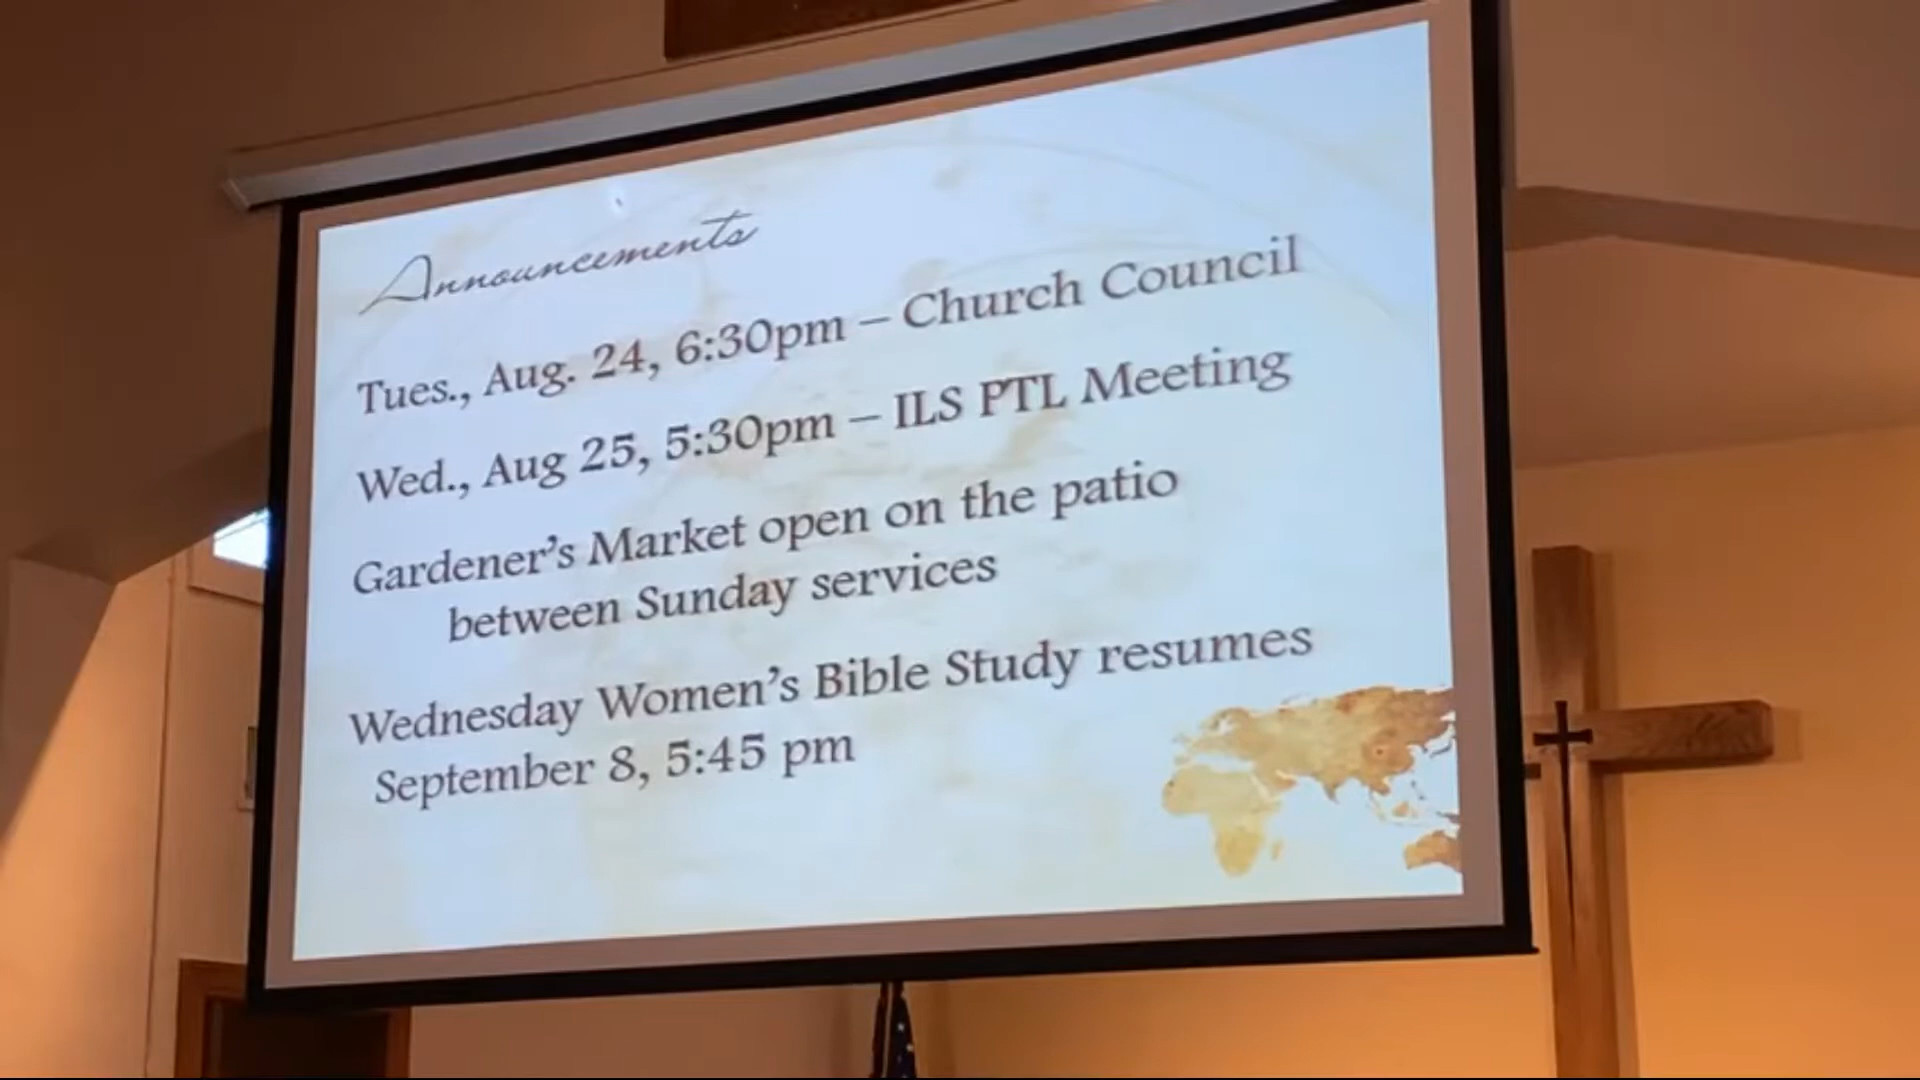 Announcements
Tues., Aug. 24, 6:30pm – Church Council
Wed., Aug 25, 5:30pm – ILS PTL Meeting
Gardener's Market open on the patio
between Sunday services
Wednesday Women's Bible Study resumes
September 8, 5:45 pm